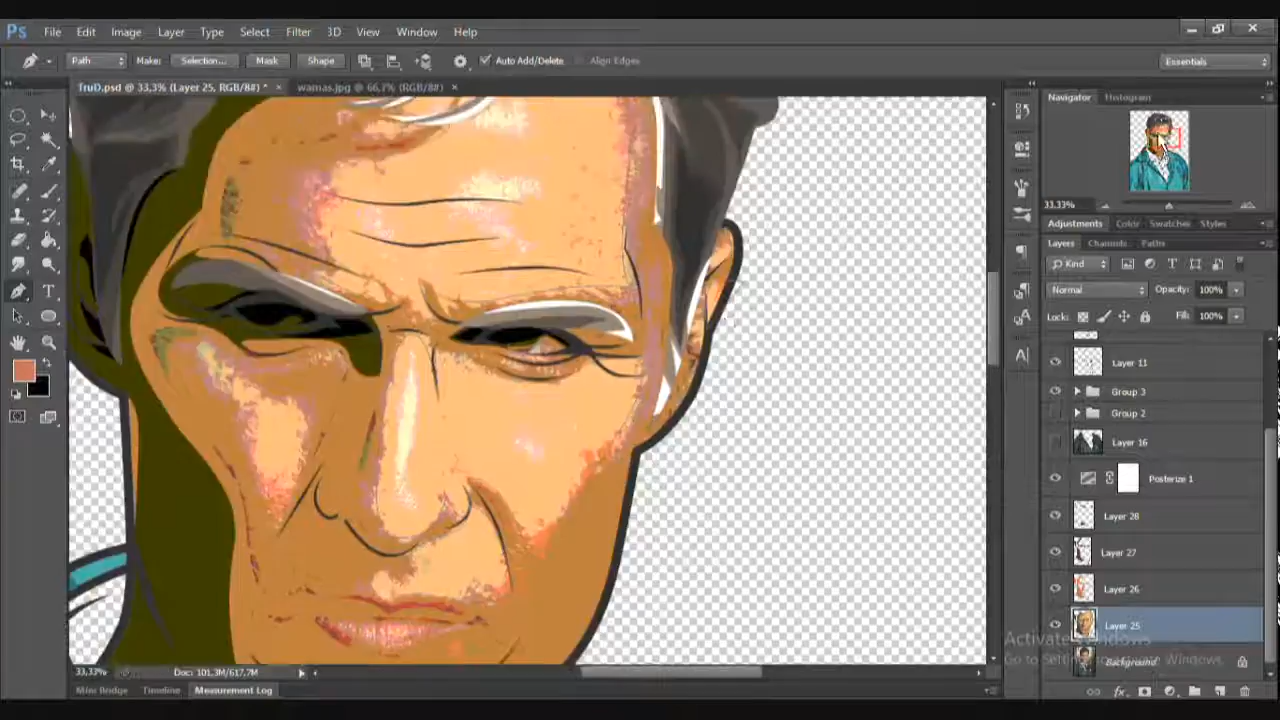 Ps File Edit Image Layer Type Select Filter 3D View Window Help
Path Make: Selection... Mask Shape Auto Add/Delete Align Edges Essentials
TruD.psd @ 33,3% (Layer 25, RGB/8#) * × wamas.jpg @ 66,7% (RGB/8#) ×
Navigator Histogram
33.33%
Adjustments Color Swatches Styles
Layers Channels Paths
Kind
Normal Opacity: 100%
Lock: Fill: 100%
Layer 11
Group 3
Group 2
Layer 16
Posterize 1
Layer 28
Layer 27
Layer 26
Layer 25
Background
Activate Windows
Go to Settings to activate Windows.
33,33% Doc: 101,3M/617,7M
Mini Bridge Timeline Measurement Log